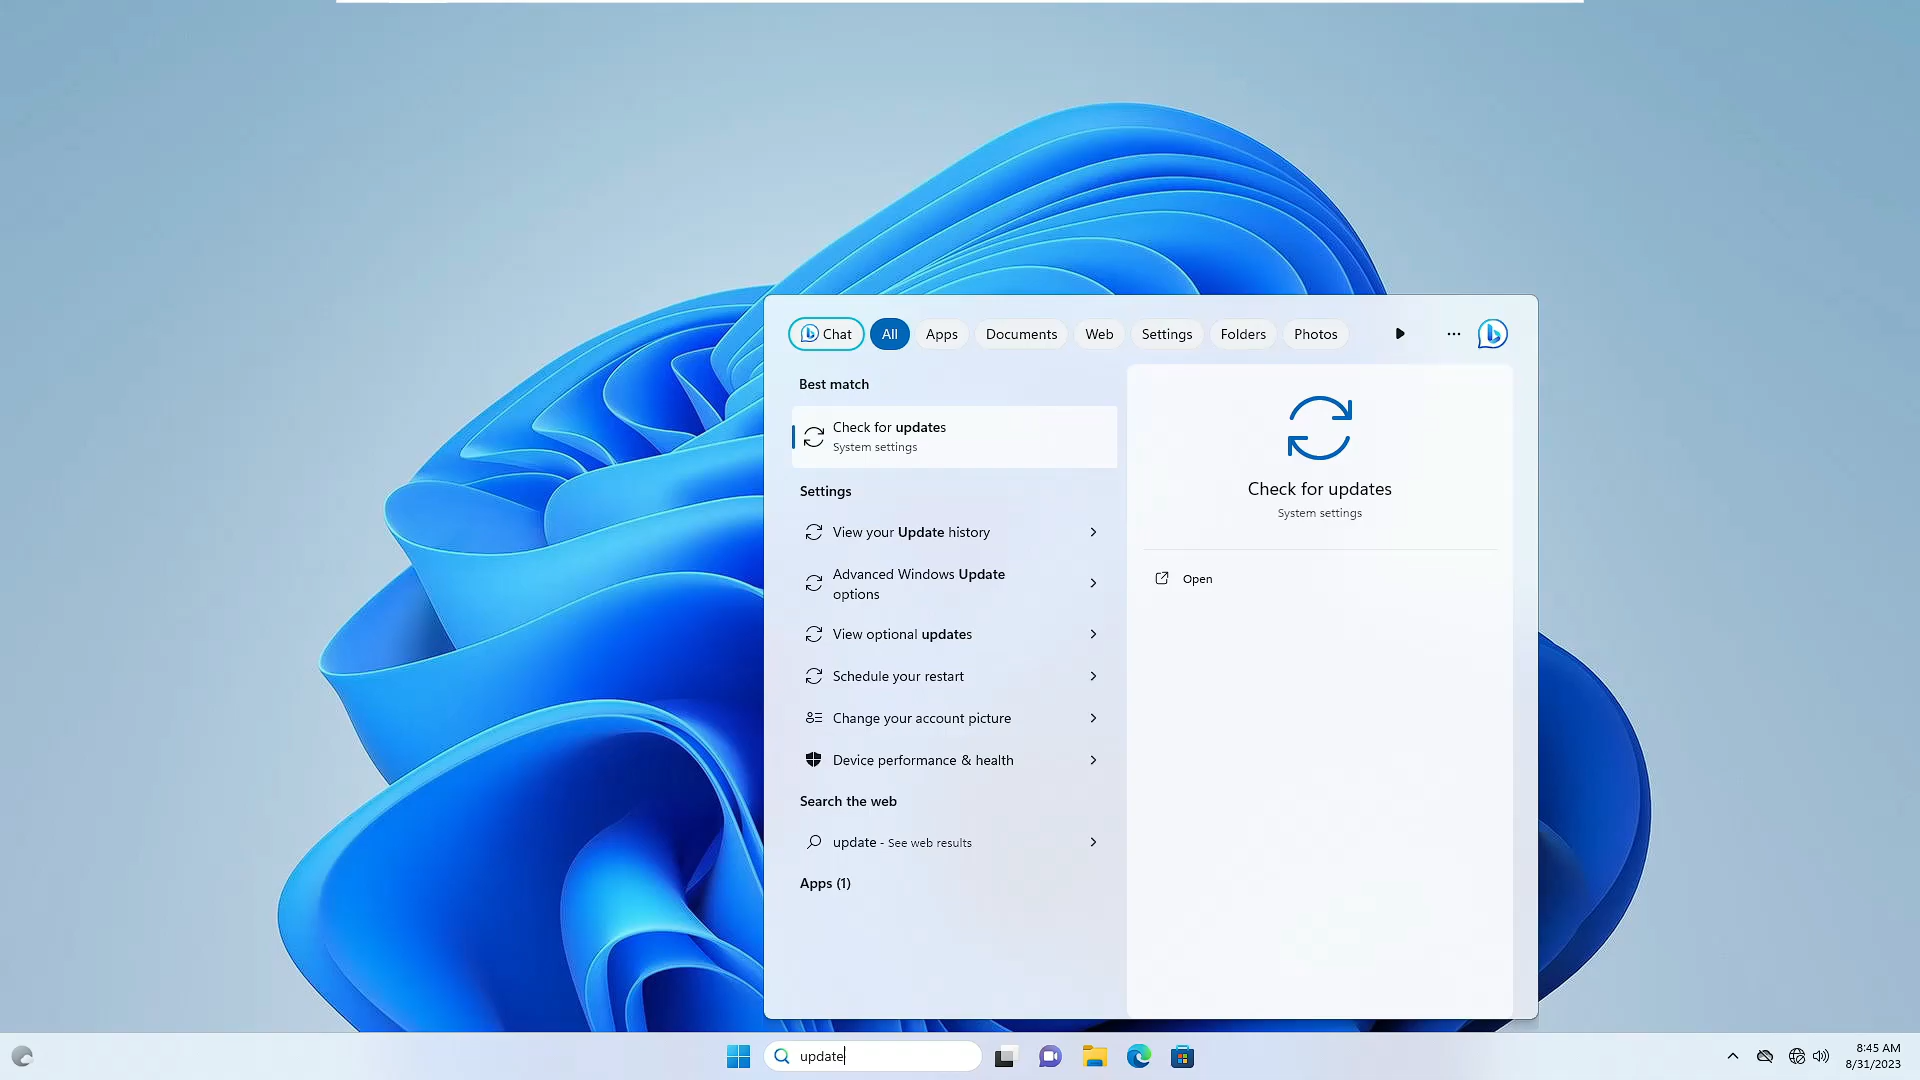 Chat All Apps Documents Web Settings Folders Photos
Best match
Check for updates
System settings
Settings
View your Update history
Advanced Windows Update
options
View optional updates
Schedule your restart
Change your account picture
Device performance & health
Search the web
update - See web results
Apps (1)
Check for updates
System settings
Open
update
8:45 AM
8/31/2023